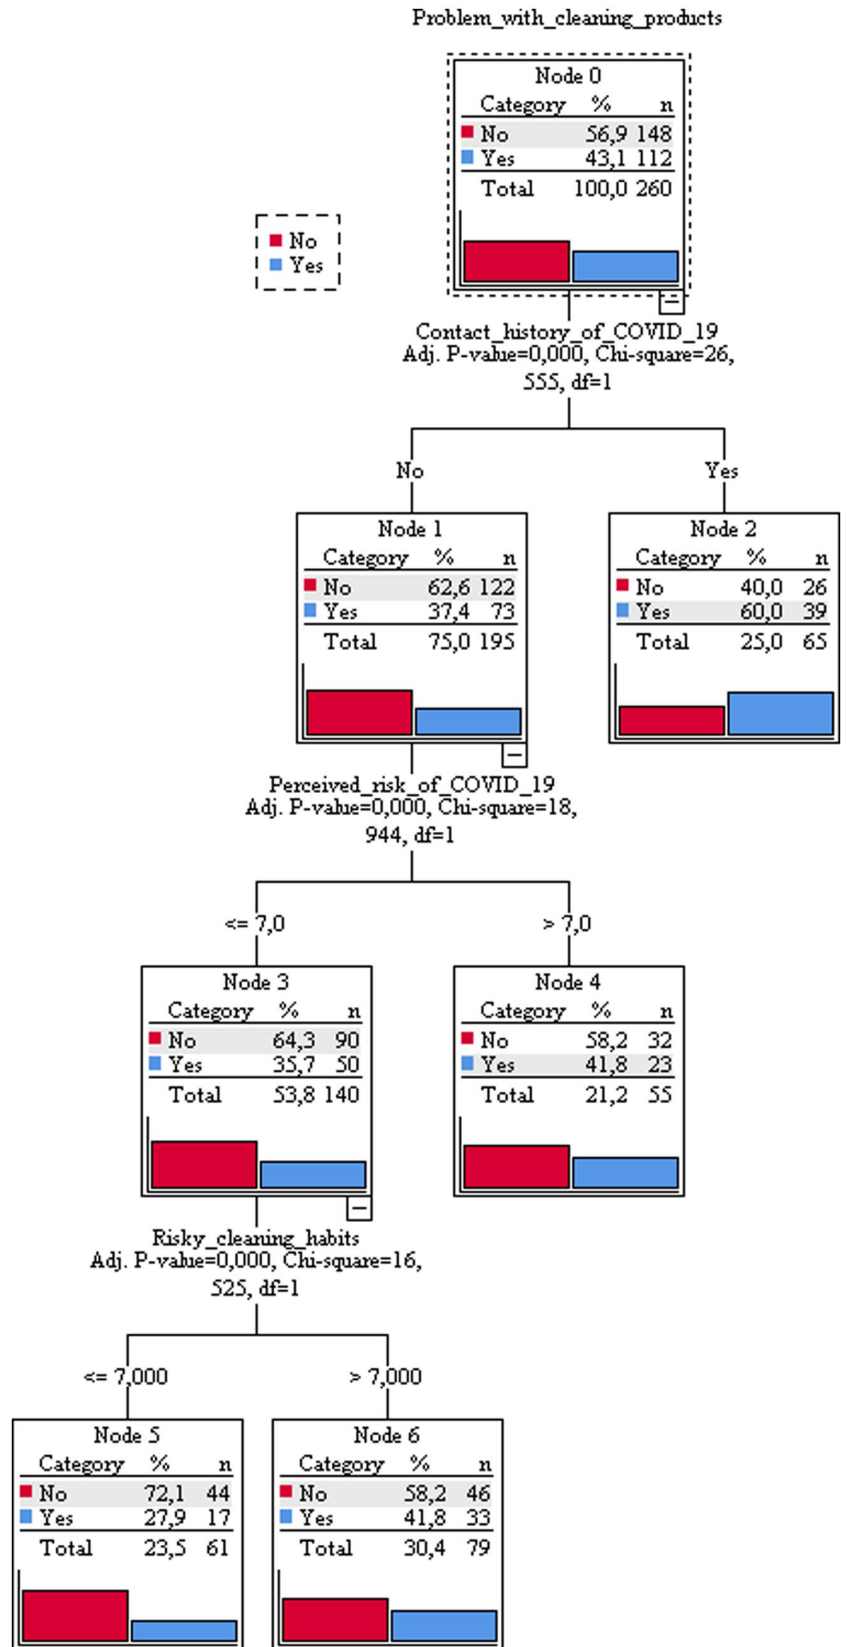 Problem_with_cleaning_products
Node 0
Category % n
No 56,9 148
Yes 43,1 112
Total 100,0 260
No
Yes
Contact_history_of_COVID_19
Adj. P-value=0,000, Chi-square=26,
555, df=1
No
Yes
Node 1
Category % n
No 62,6 122
Yes 37,4 73
Total 75,0 195
Node 2
Category % n
No 40,0 26
Yes 60,0 39
Total 25,0 65
Perceived_risk_of_COVID_19
Adj. P-value=0,000, Chi-square=18,
944, df=1
<= 7,0
> 7,0
Node 3
Category % n
No 64,3 90
Yes 35,7 50
Total 53,8 140
Node 4
Category % n
No 58,2 32
Yes 41,8 23
Total 21,2 55
Risky_cleaning_habits
Adj. P-value=0,000, Chi-square=16,
525, df=1
<= 7,000
> 7,000
Node 5
Category % n
No 72,1 44
Yes 27,9 17
Total 23,5 61
Node 6
Category % n
No 58,2 46
Yes 41,8 33
Total 30,4 79